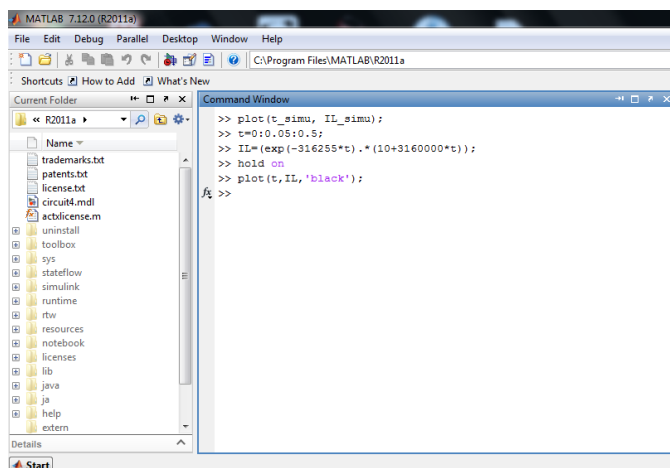 MATLAB 7.12.0 (R2011a)
File Edit Debug Parallel Desktop Window Help
C:\Program Files\MATLAB\R2011a
Shortcuts How to Add What's New
Current Folder
« R2011a
Name
trademarks.txt
patents.txt
license.txt
circuit4.mdl
actxlicense.m
uninstall
toolbox
sys
stateflow
simulink
runtime
rtw
resources
notebook
licenses
lib
java
ja
help
extern
Details
Start
Command Window
>> plot(t_simu, IL_simu);
>> t=0:0.05:0.5;
>> IL=(exp(-316255*t).*(10+3160000*t));
>> hold on
>> plot(t,IL,'black');
fx >>